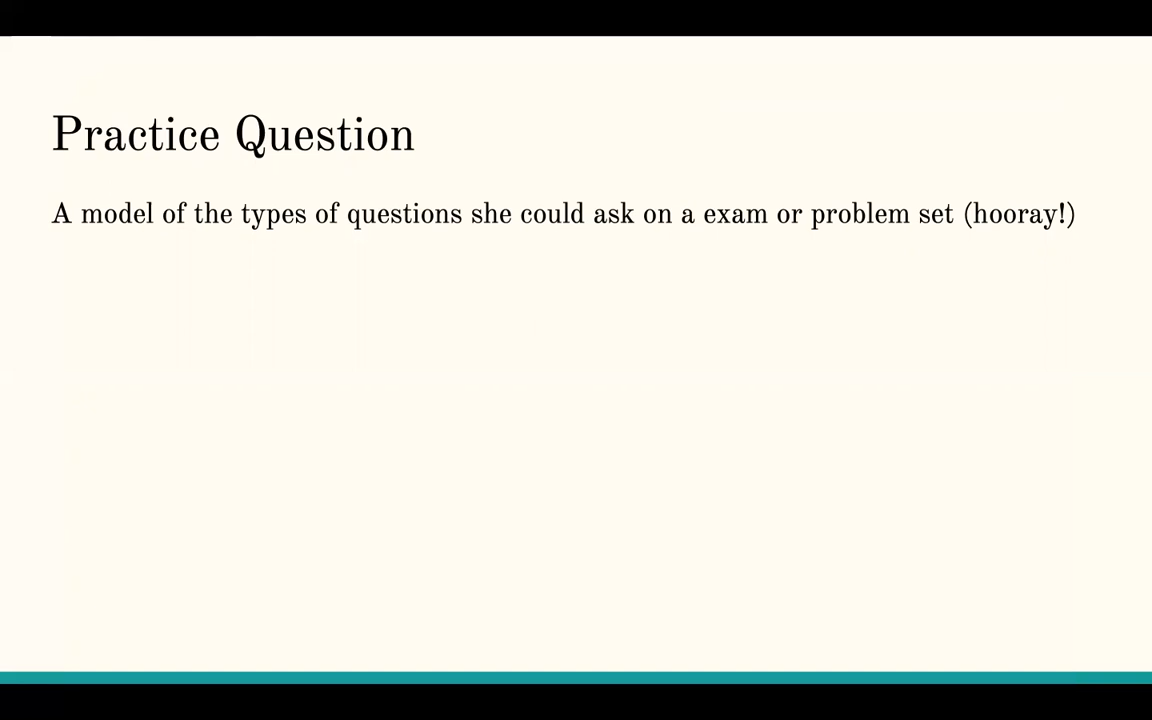 Practice Question
A model of the types of questions she could ask on a exam or problem set (hooray!)